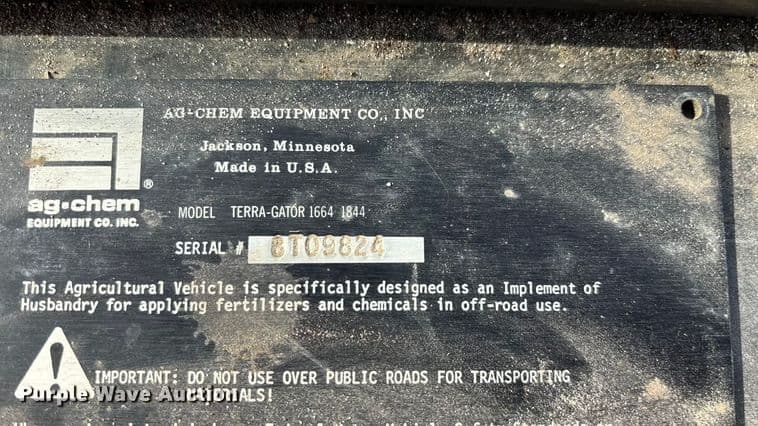 AG-CHEM EQUIPMENT CO., INC
Jackson, Minnesota
Made in U.S.A.
®
ag·chem
EQUIPMENT CO. INC.
MODEL TERRA-GATOR 1664 1844
SERIAL # 8T09824
This Agricultural Vehicle is specifically designed as an Implement of
Husbandry for applying fertilizers and chemicals in off-road use.
IMPORTANT: DO NOT USE OVER PUBLIC ROADS FOR TRANSPORTING
Purple Wave Auction